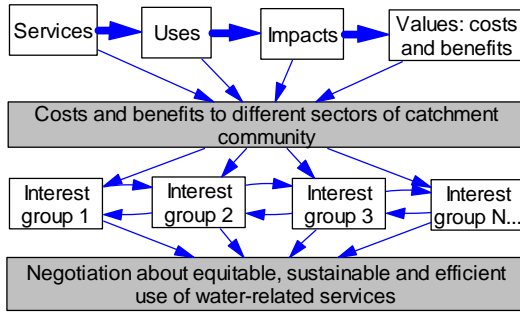 Services
Uses
Impacts
Values: costs
and benefits
Costs and benefits to different sectors of catchment
community
Interest
group 1
Interest
group 2
Interest
group 3
Interest
group N...
Negotiation about equitable, sustainable and efficient
use of water-related services